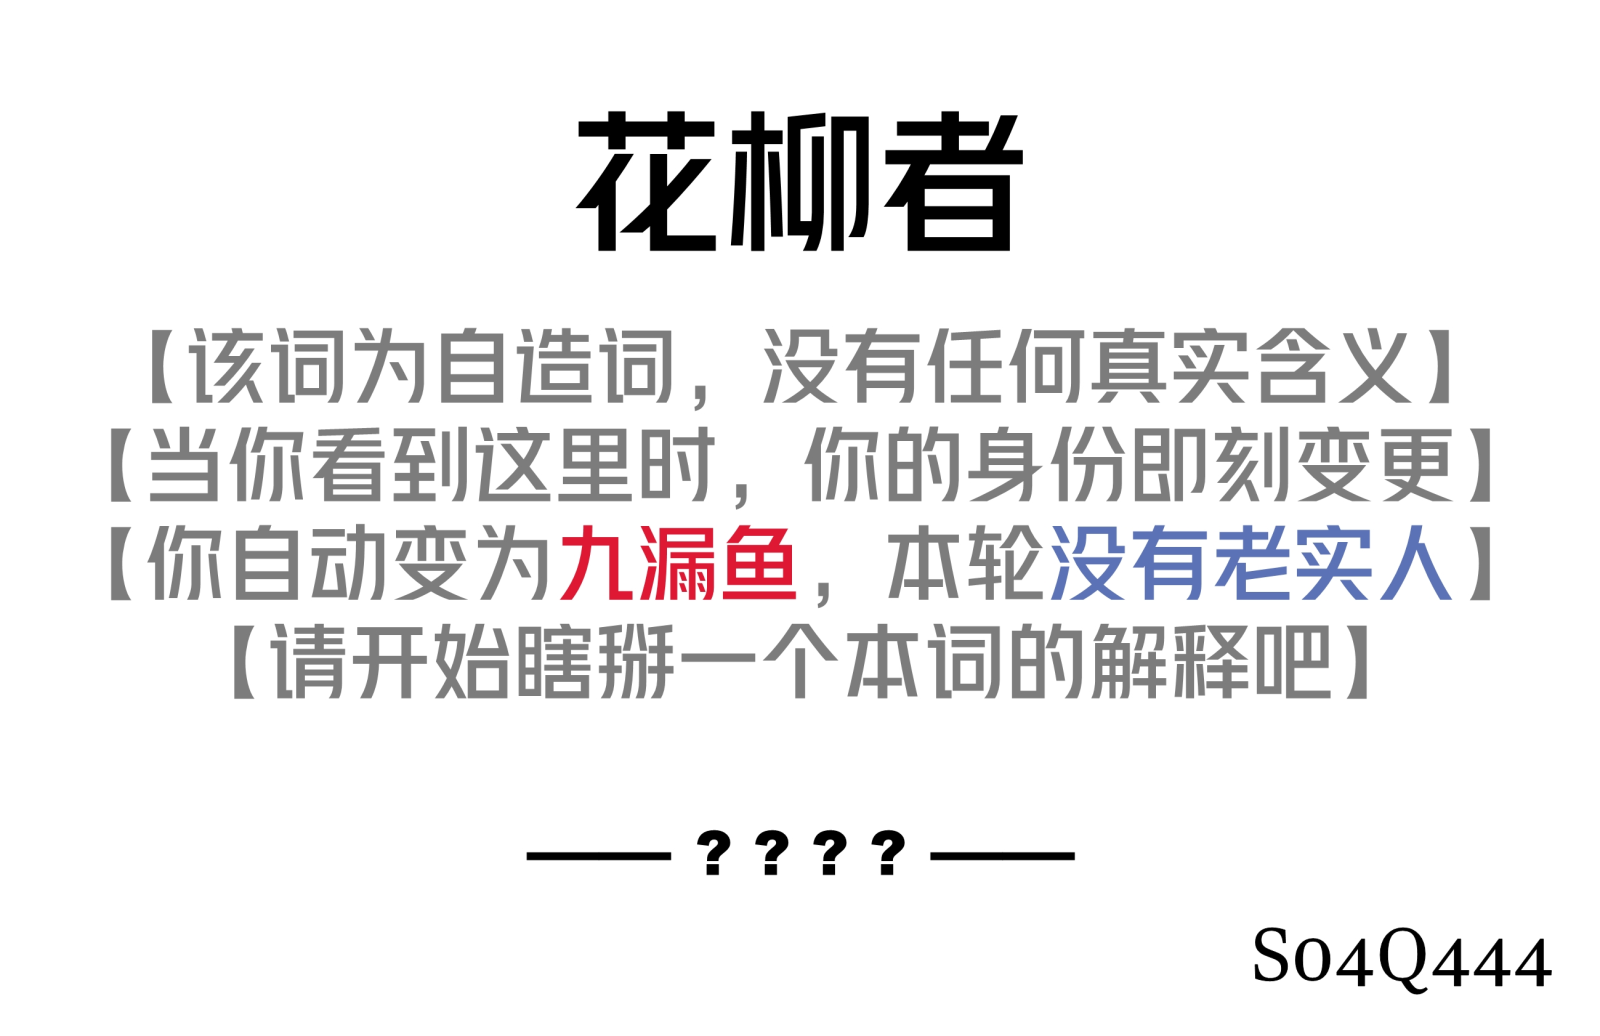 花柳者
【该词为自造词，没有任何真实含义】
【当你看到这里时，你的身份即刻变更】
【你自动变为九漏鱼，本轮没有老实人】
【请开始瞎掰一个本词的解释吧】
——????——
So4Q444